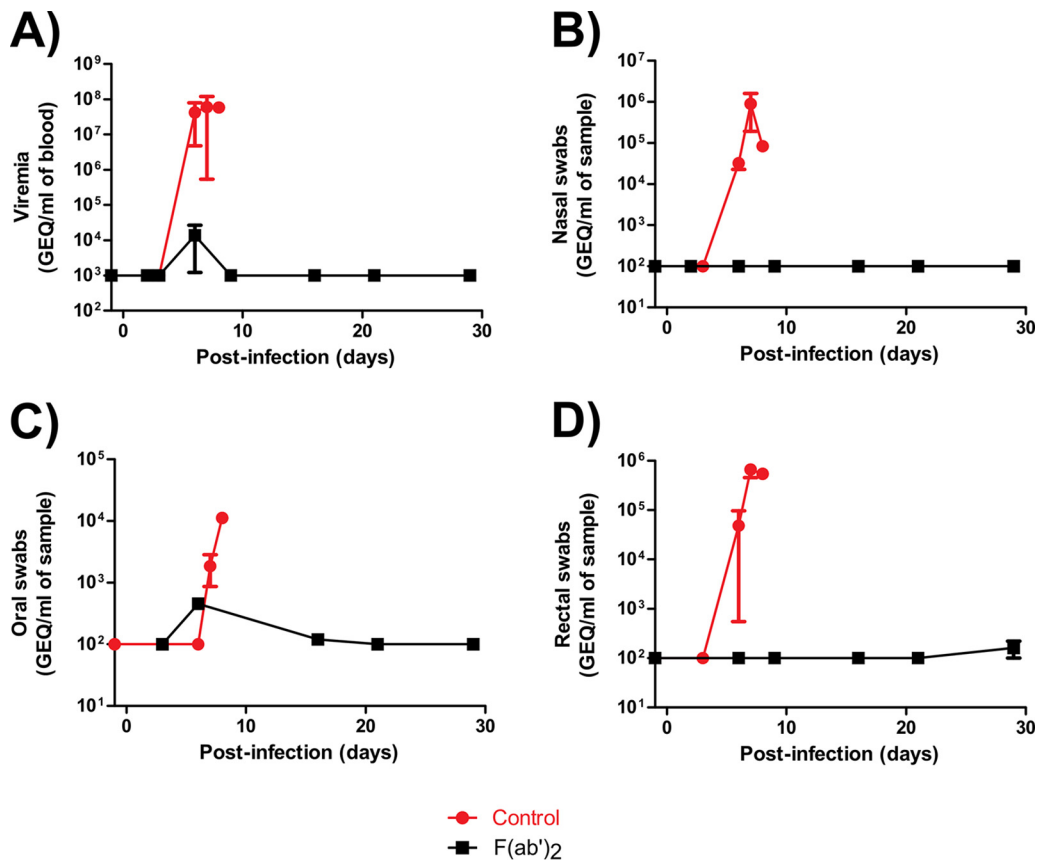 A)
Viremia
(GEQ/ml of blood)
10⁹
10⁸
10⁷
10⁶
10⁵
10⁴
10³
10²
0 10 20 30
Post-infection (days)
B)
Nasal swabs
(GEQ/ml of sample)
10⁷
10⁶
10⁵
10⁴
10³
10²
10¹
0 10 20 30
Post-infection (days)
C)
Oral swabs
(GEQ/ml of sample)
10⁵
10⁴
10³
10²
10¹
0 10 20 30
Post-infection (days)
D)
Rectal swabs
(GEQ/ml of sample)
10⁶
10⁵
10⁴
10³
10²
10¹
0 10 20 30
Post-infection (days)
Control
F(ab')₂